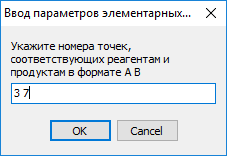 Ввод параметров элементарных...
Укажите номера точек,
соответствующих реагентам и
продуктам в формате A B
3 7
OK
Cancel